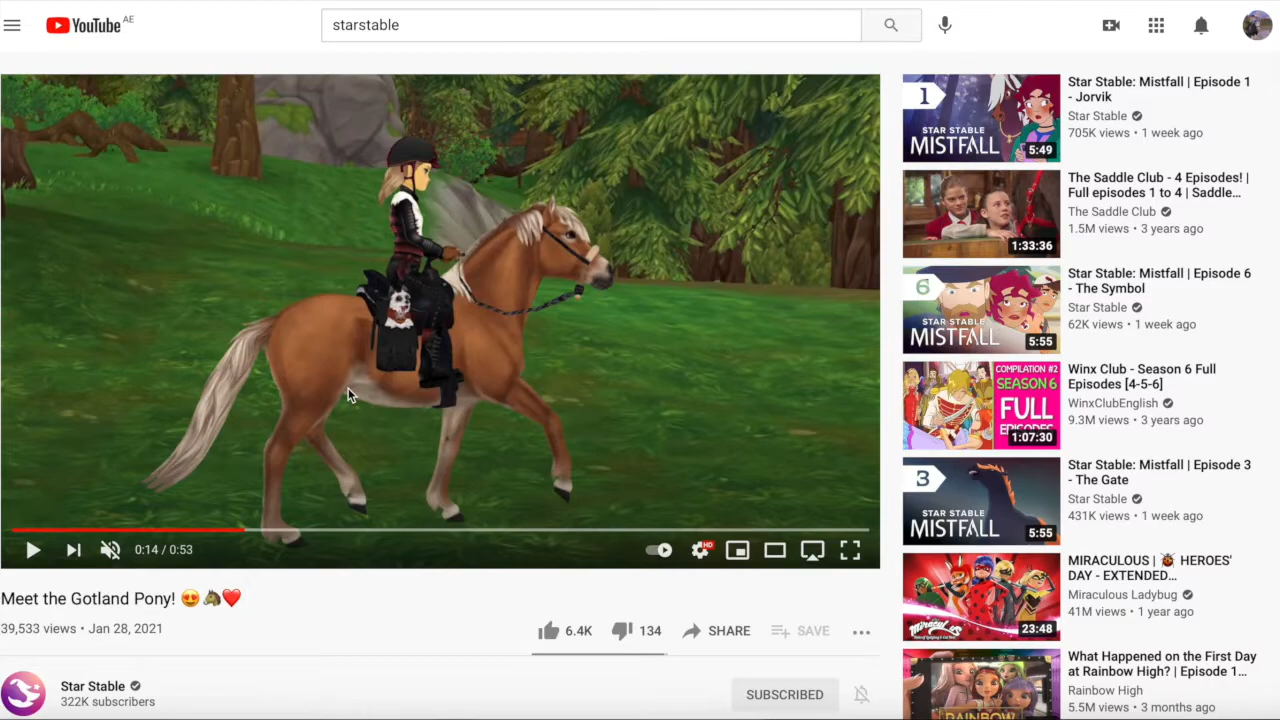 YouTube AE
starstable
0:14 / 0:53
HD
Meet the Gotland Pony! 😍🐴❤️
39,533 views • Jan 28, 2021
6.4K
134
SHARE
SAVE
Star Stable
322K subscribers
SUBSCRIBED
1
STAR STABLE
MISTFALL
5:49
Star Stable: Mistfall | Episode 1
- Jorvik
Star Stable
705K views • 1 week ago
1:33:36
The Saddle Club - 4 Episodes! |
Full episodes 1 to 4 | Saddle...
The Saddle Club
1.5M views • 3 years ago
6
STAR STABLE
MISTFALL
5:55
Star Stable: Mistfall | Episode 6
- The Symbol
Star Stable
62K views • 1 week ago
COMPILATION #2
SEASON 6
FULL
EPISODES
1:07:30
Winx Club - Season 6 Full
Episodes [4-5-6]
WinxClubEnglish
9.3M views • 3 years ago
3
STAR STABLE
MISTFALL
5:55
Star Stable: Mistfall | Episode 3
- The Gate
Star Stable
431K views • 1 week ago
Miraculous
23:48
MIRACULOUS | 🐞 HEROES'
DAY - EXTENDED...
Miraculous Ladybug
41M views • 1 year ago
RAINBOW
What Happened on the First Day
at Rainbow High? | Episode 1...
Rainbow High
5.5M views • 3 months ago